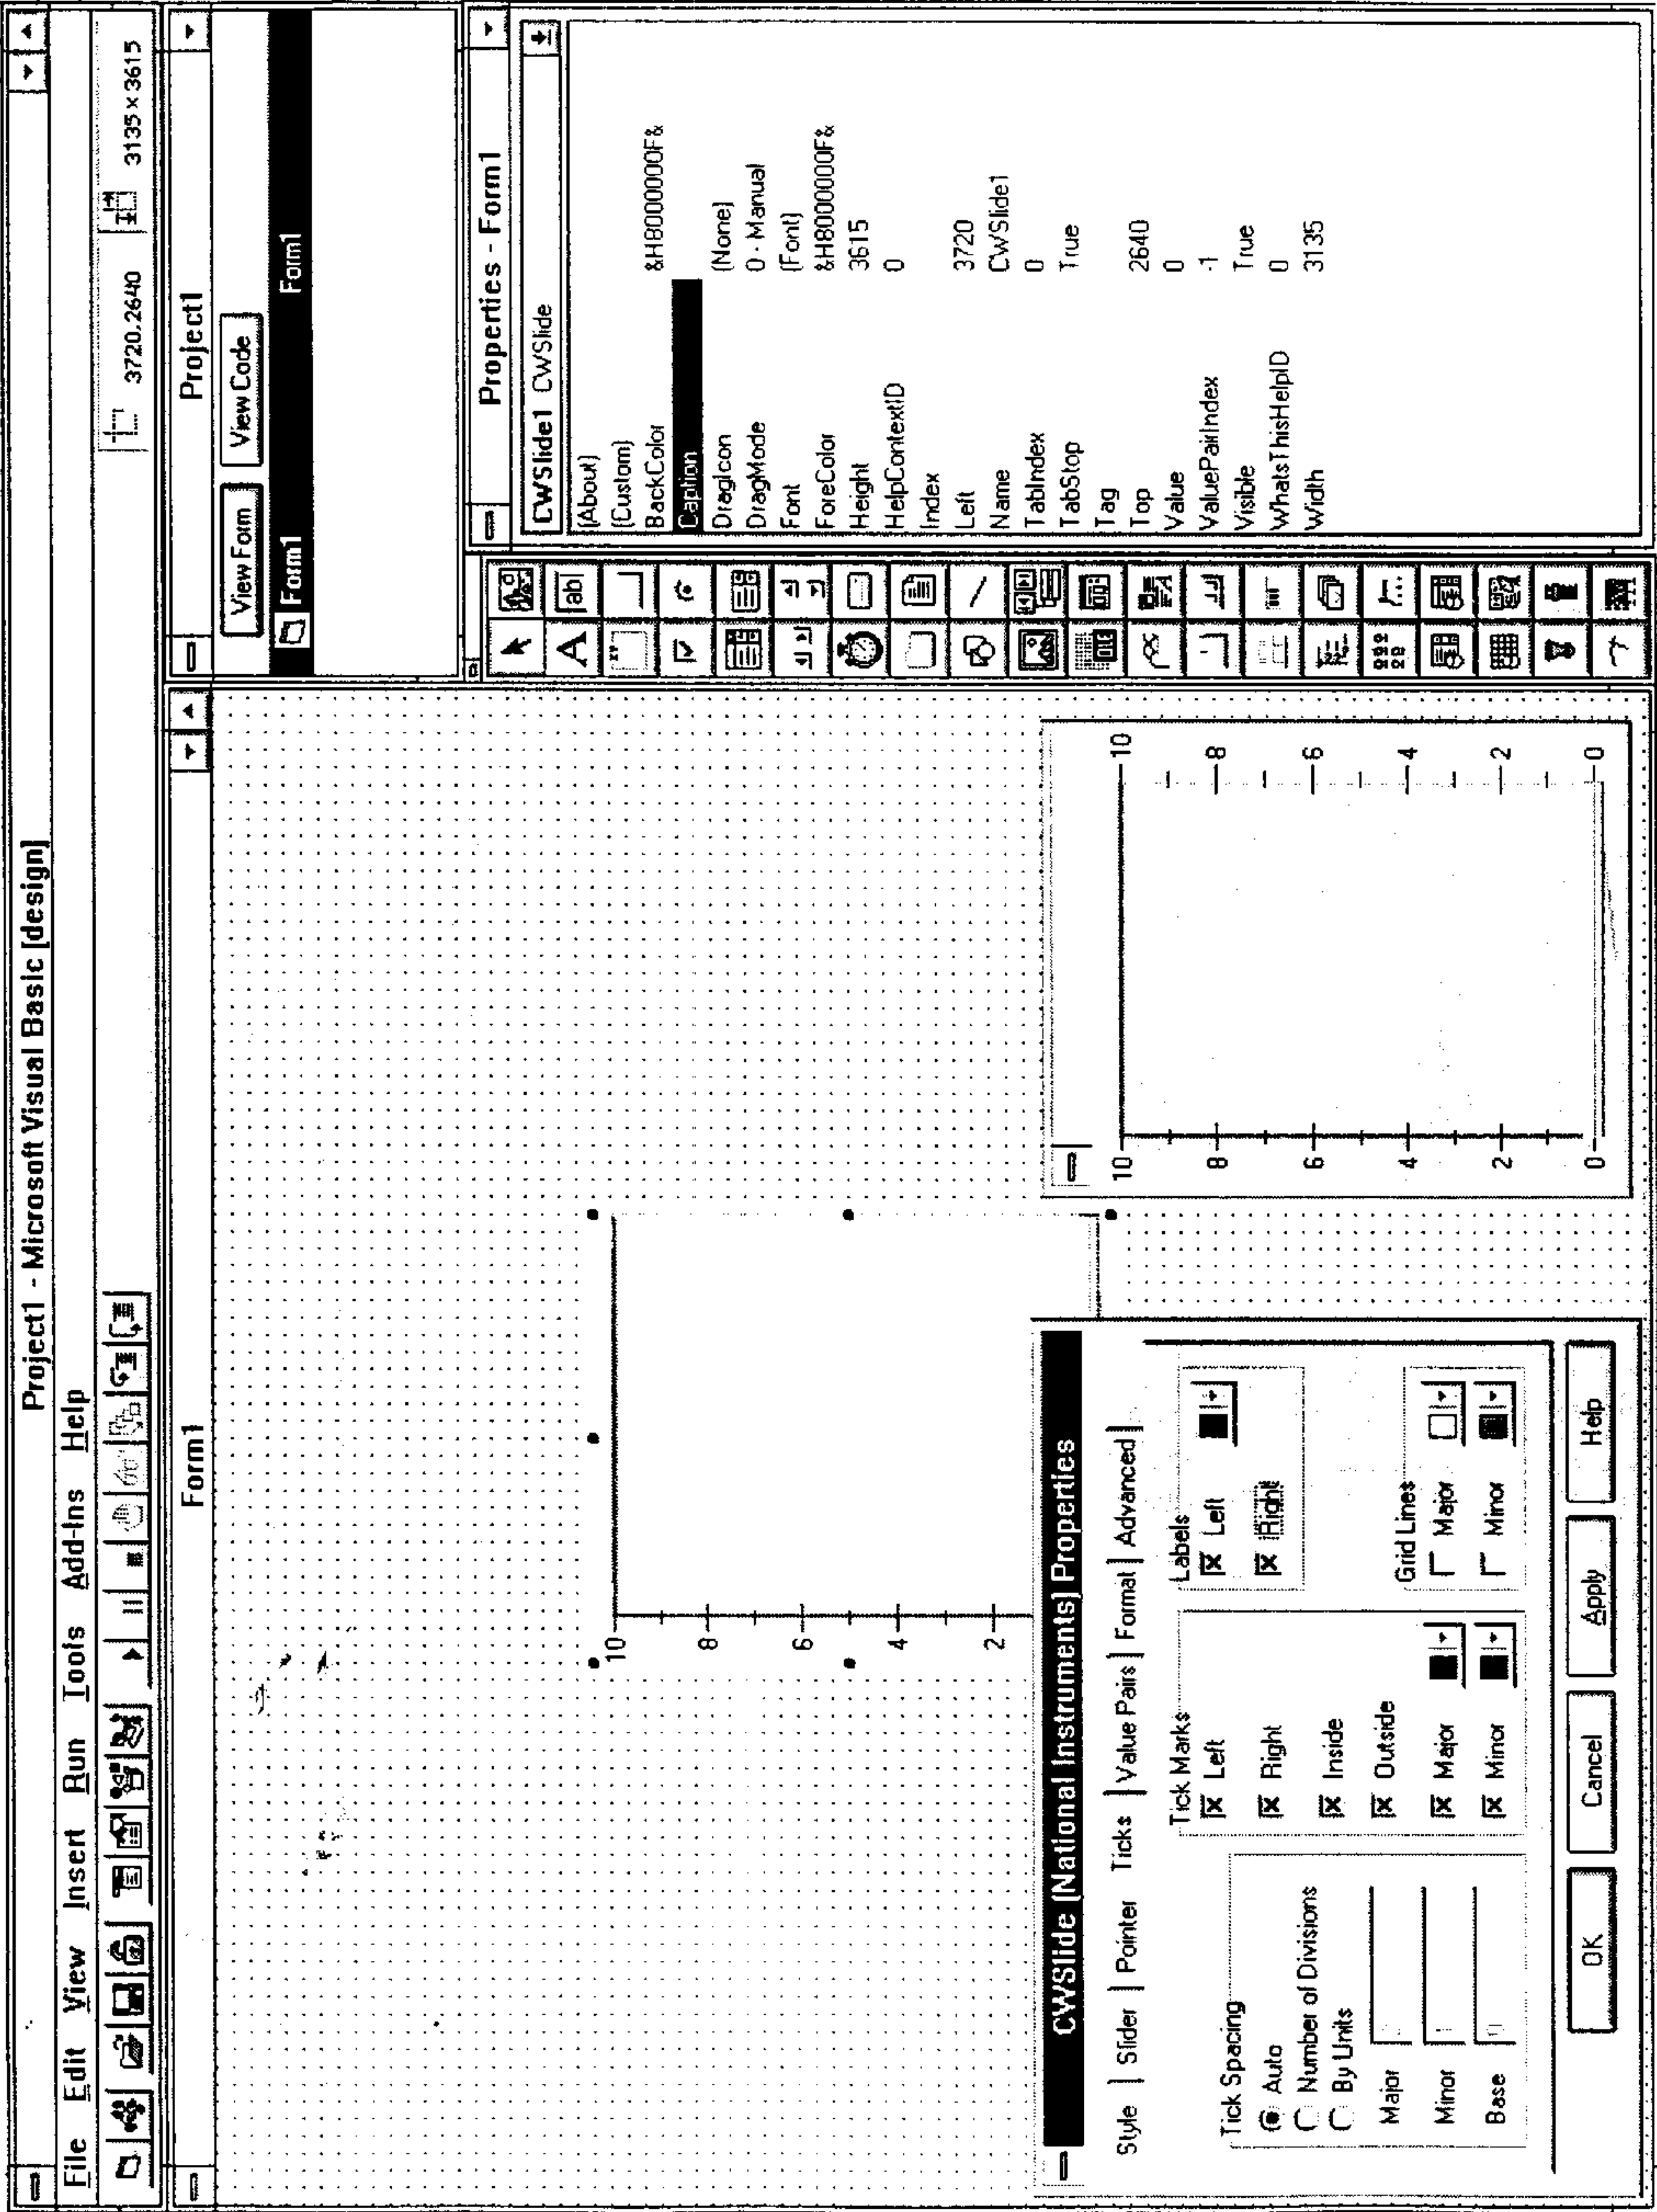 Project1 - Microsoft Visual Basic [design]
File Edit View Insert Run Tools Add-Ins Help
3720,2640
3135 × 3615
Form1
10
8
6
4
2
Project1
View Form
View Code
Form1
Form1
Properties - Form1
CWSlide1 CWSlide
(About)
(Custom)
BackColor &H8000000F&
Caption
DragIcon (None)
DragMode 0 - Manual
Font (Font)
ForeColor &H8000000F&
Height 3615
HelpContextID 0
Index
Left 3720
Name CWSlide1
TabIndex 0
TabStop True
Tag
Top 2640
Value 0
ValuePairIndex -1
Visible True
WhatsThisHelpID 0
Width 3135
A
abl
CWSlide (National Instruments) Properties
Style Slider Pointer Ticks Value Pairs Format Advanced
Tick Spacing
Auto
Number of Divisions
By Units
Major
Minor
Base
Tick Marks
Left
Right
Inside
Outside
Major
Minor
Labels
Left
Right
Grid Lines
Major
Minor
OK
Cancel
Apply
Help
10 10
8 8
6 6
4 4
2 2
0 0